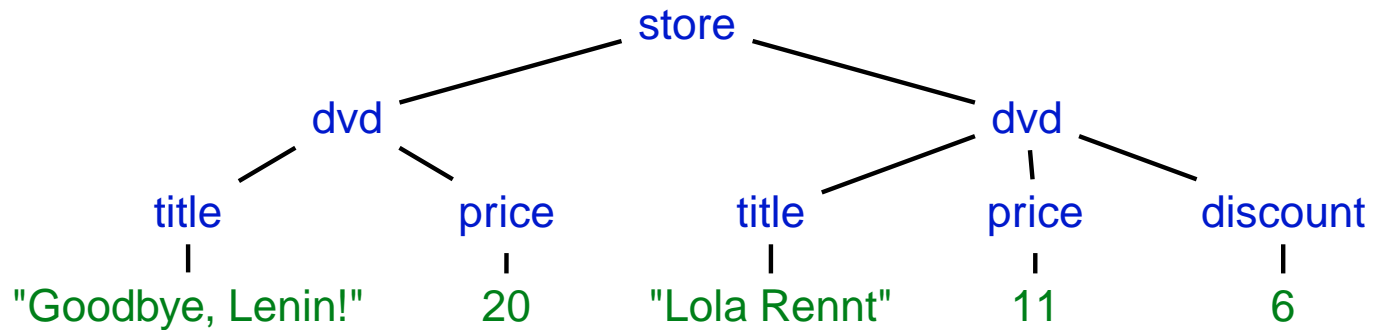 store
dvd dvd
title price title price discount
"Goodbye, Lenin!" 20 "Lola Rennt" 11 6